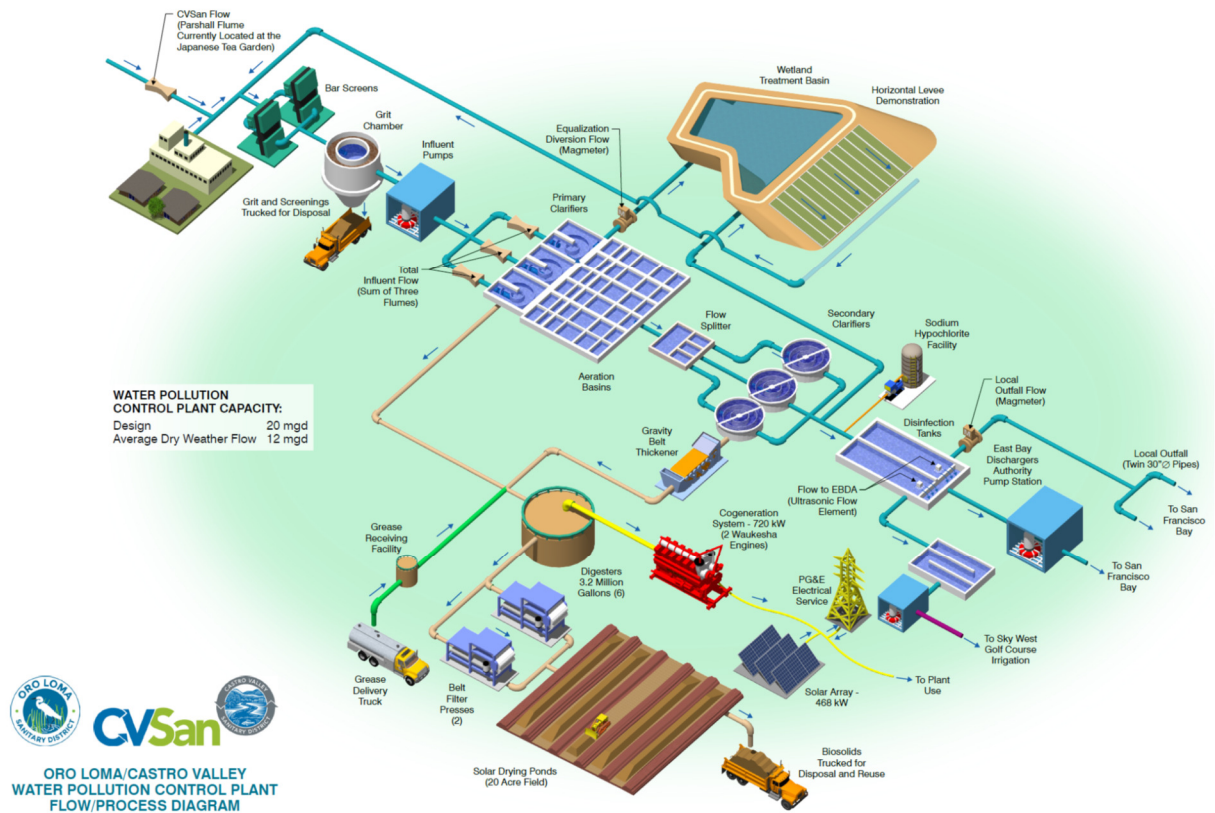 CVSan Flow
(Parshall Flume
Currently Located at the
Japanese Tea Garden)
Bar Screens
Grit
Chamber
Influent
Pumps
Grit and Screenings
Trucked for Disposal
Equalization
Diversion Flow
(Magmeter)
Wetland
Treatment Basin
Horizontal Levee
Demonstration
Primary
Clarifiers
Total
Influent Flow
(Sum of Three
Flumes)
Aeration
Basins
Flow
Splitter
Secondary
Clarifiers
Sodium
Hypochlorite
Facility
Local
Outfall Flow
(Magmeter)
WATER POLLUTION
CONTROL PLANT CAPACITY:
Design 20 mgd
Average Dry Weather Flow 12 mgd
Gravity
Belt
Thickener
Disinfection
Tanks
East Bay
Dischargers
Authority
Pump Station
Local Outfall
(Twin 30"∅ Pipes)
Flow to EBDA
(Ultrasonic Flow
Element)
To San
Francisco
Bay
To San
Francisco
Bay
Grease
Receiving
Facility
Digesters
3.2 Million
Gallons (6)
Cogeneration
System - 720 kW
(2 Waukesha
Engines)
PG&E
Electrical
Service
To Sky West
Golf Course
Irrigation
To Plant
Use
Solar Array -
468 kW
Grease
Delivery
Truck
Belt
Filter
Presses
(2)
Solar Drying Ponds
(20 Acre Field)
Biosolids
Trucked for
Disposal and Reuse
ORO LOMA
SANITARY DISTRICT
CVSan
CASTRO VALLEY
SANITARY DISTRICT
ORO LOMA/CASTRO VALLEY
WATER POLLUTION CONTROL PLANT
FLOW/PROCESS DIAGRAM